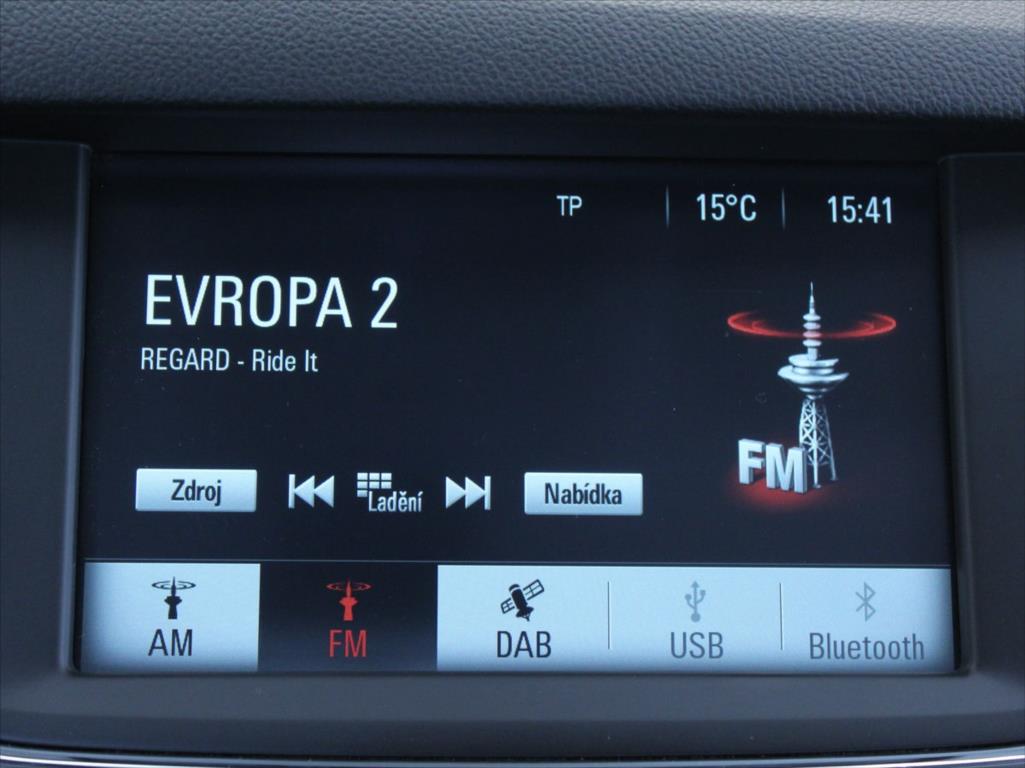 TP 15°C 15:41
EVROPA 2
REGARD - Ride It
FM
Zdroj Ladění Nabídka
AM FM DAB USB Bluetooth